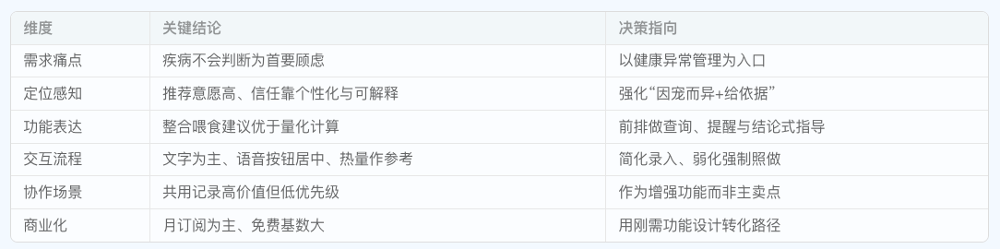 维度 关键结论 决策指向
需求痛点 疾病不会判断为首要顾虑 以健康异常管理为入口
定位感知 推荐意愿高、信任靠个性化与可解释 强化“因宠而异+给依据”
功能表达 整合喂食建议优于量化计算 前排做查询、提醒与结论式指导
交互流程 文字为主、语音按钮居中、热量作参考 简化录入、弱化强制照做
协作场景 共用记录高价值但低优先级 作为增强功能而非主卖点
商业化 月订阅为主、免费基数大 用刚需功能设计转化路径